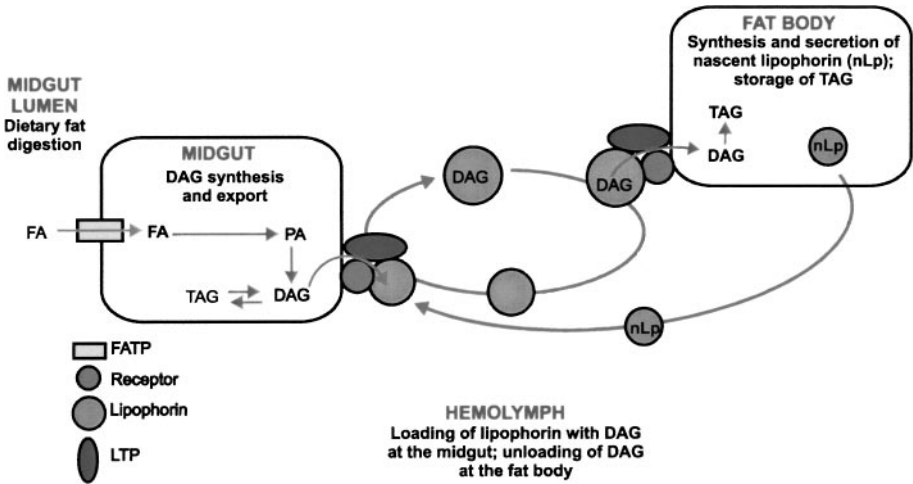 MIDGUT
LUMEN
Dietary fat
digestion
MIDGUT
DAG synthesis
and export
FA
FA
PA
TAG
DAG
DAG
DAG
FAT BODY
Synthesis and secretion of
nascent lipophorin (nLp);
storage of TAG
TAG
DAG
nLp
nLp
FATP
Receptor
Lipophorin
LTP
HEMOLYMPH
Loading of lipophorin with DAG
at the midgut; unloading of DAG
at the fat body